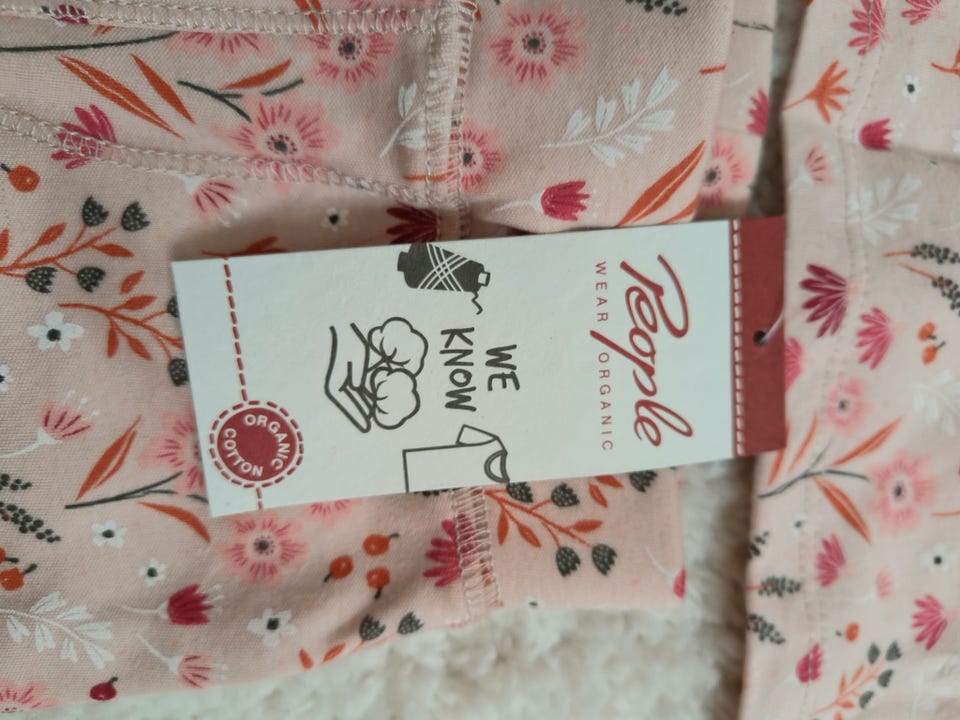 People
WEAR ORGANIC
WE
KNOW
ORGANIC
COTTON